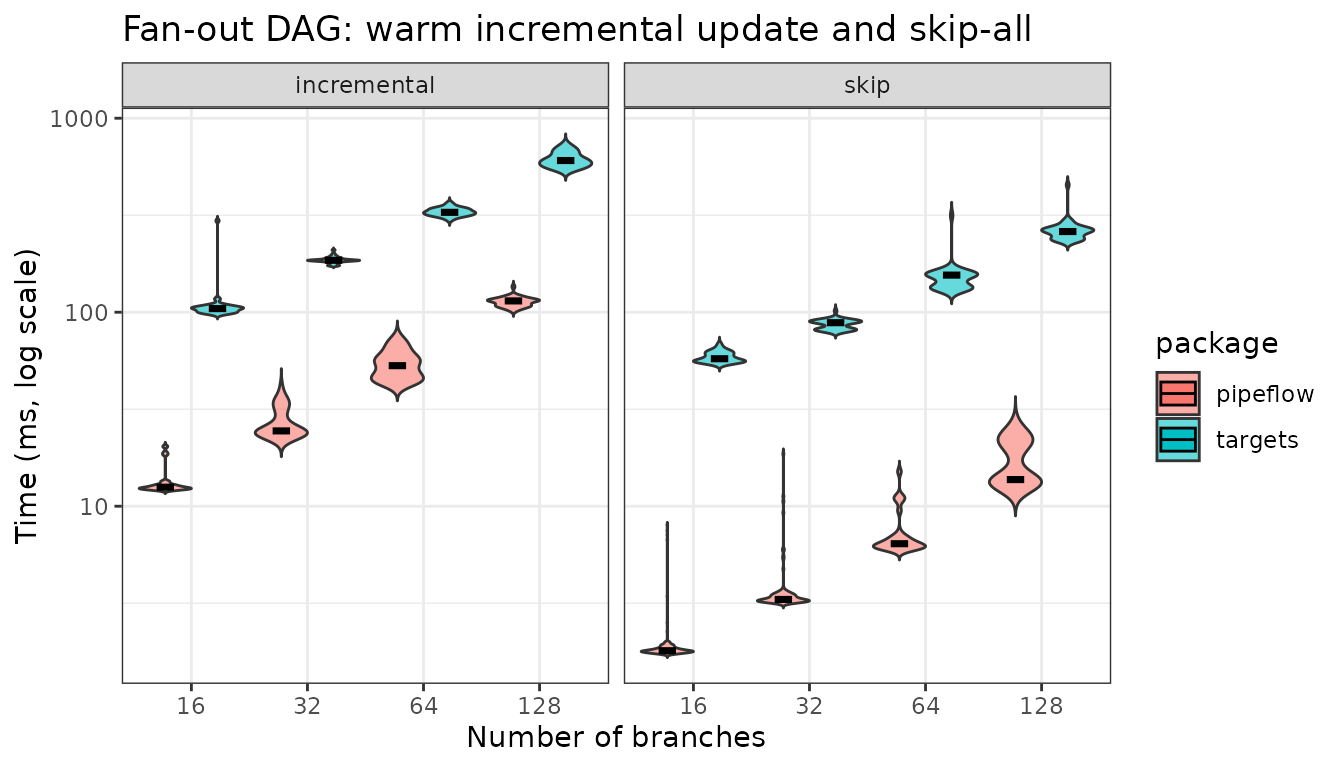 Fan-out DAG: warm incremental update and skip-all
incremental
skip
Time (ms, log scale)
1000
100
10
16
32
64
128
16
32
64
128
Number of branches
package
pipeflow
targets